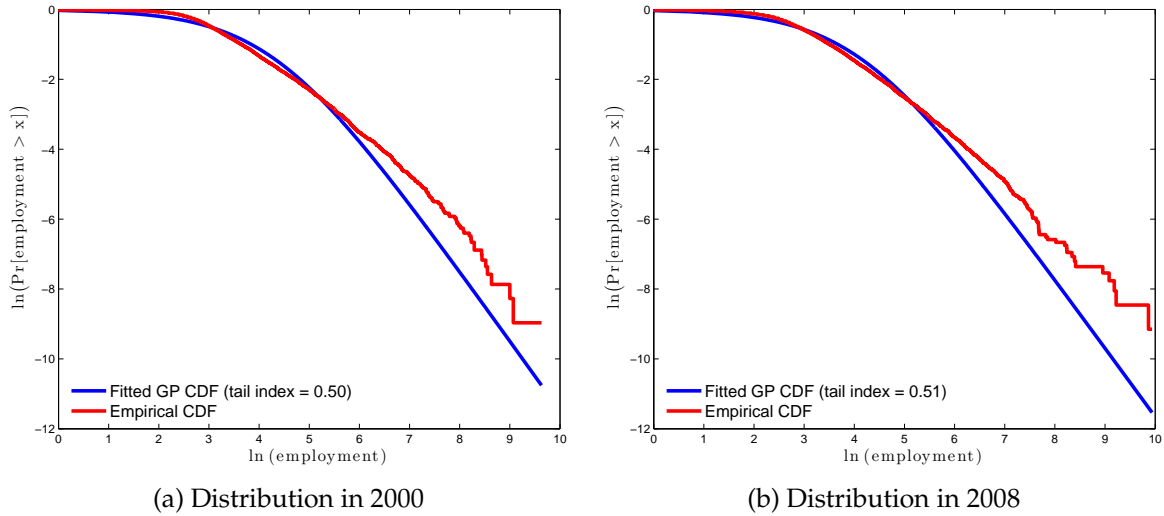 0
−2
−4
−6
−8
−10
−12
ln(Pr[employment > x])
Fitted GP CDF (tail index = 0.50)
Empirical CDF
0 1 2 3 4 5 6 7 8 9 10
ln (employment)
(a) Distribution in 2000
0
−2
−4
−6
−8
−10
−12
ln(Pr[employment > x])
Fitted GP CDF (tail index = 0.51)
Empirical CDF
0 1 2 3 4 5 6 7 8 9 10
ln (employment)
(b) Distribution in 2008